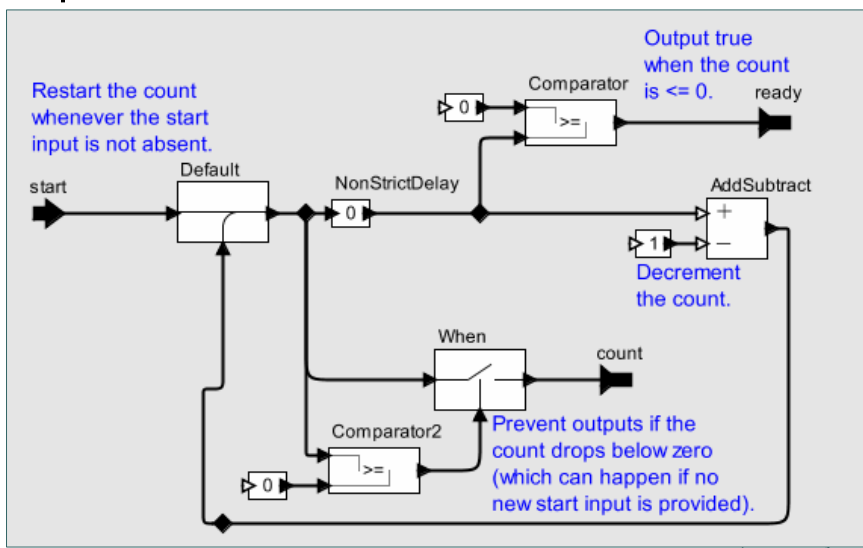 Output true
when the count
is <= 0.
Restart the count
whenever the start
input is not absent.
Comparator
ready
0
>=
Default
start
NonStrictDelay
0
AddSubtract
+
1
−
Decrement
the count.
When
count
Prevent outputs if the
count drops below zero
(which can happen if no
new start input is provided).
Comparator2
>=
0